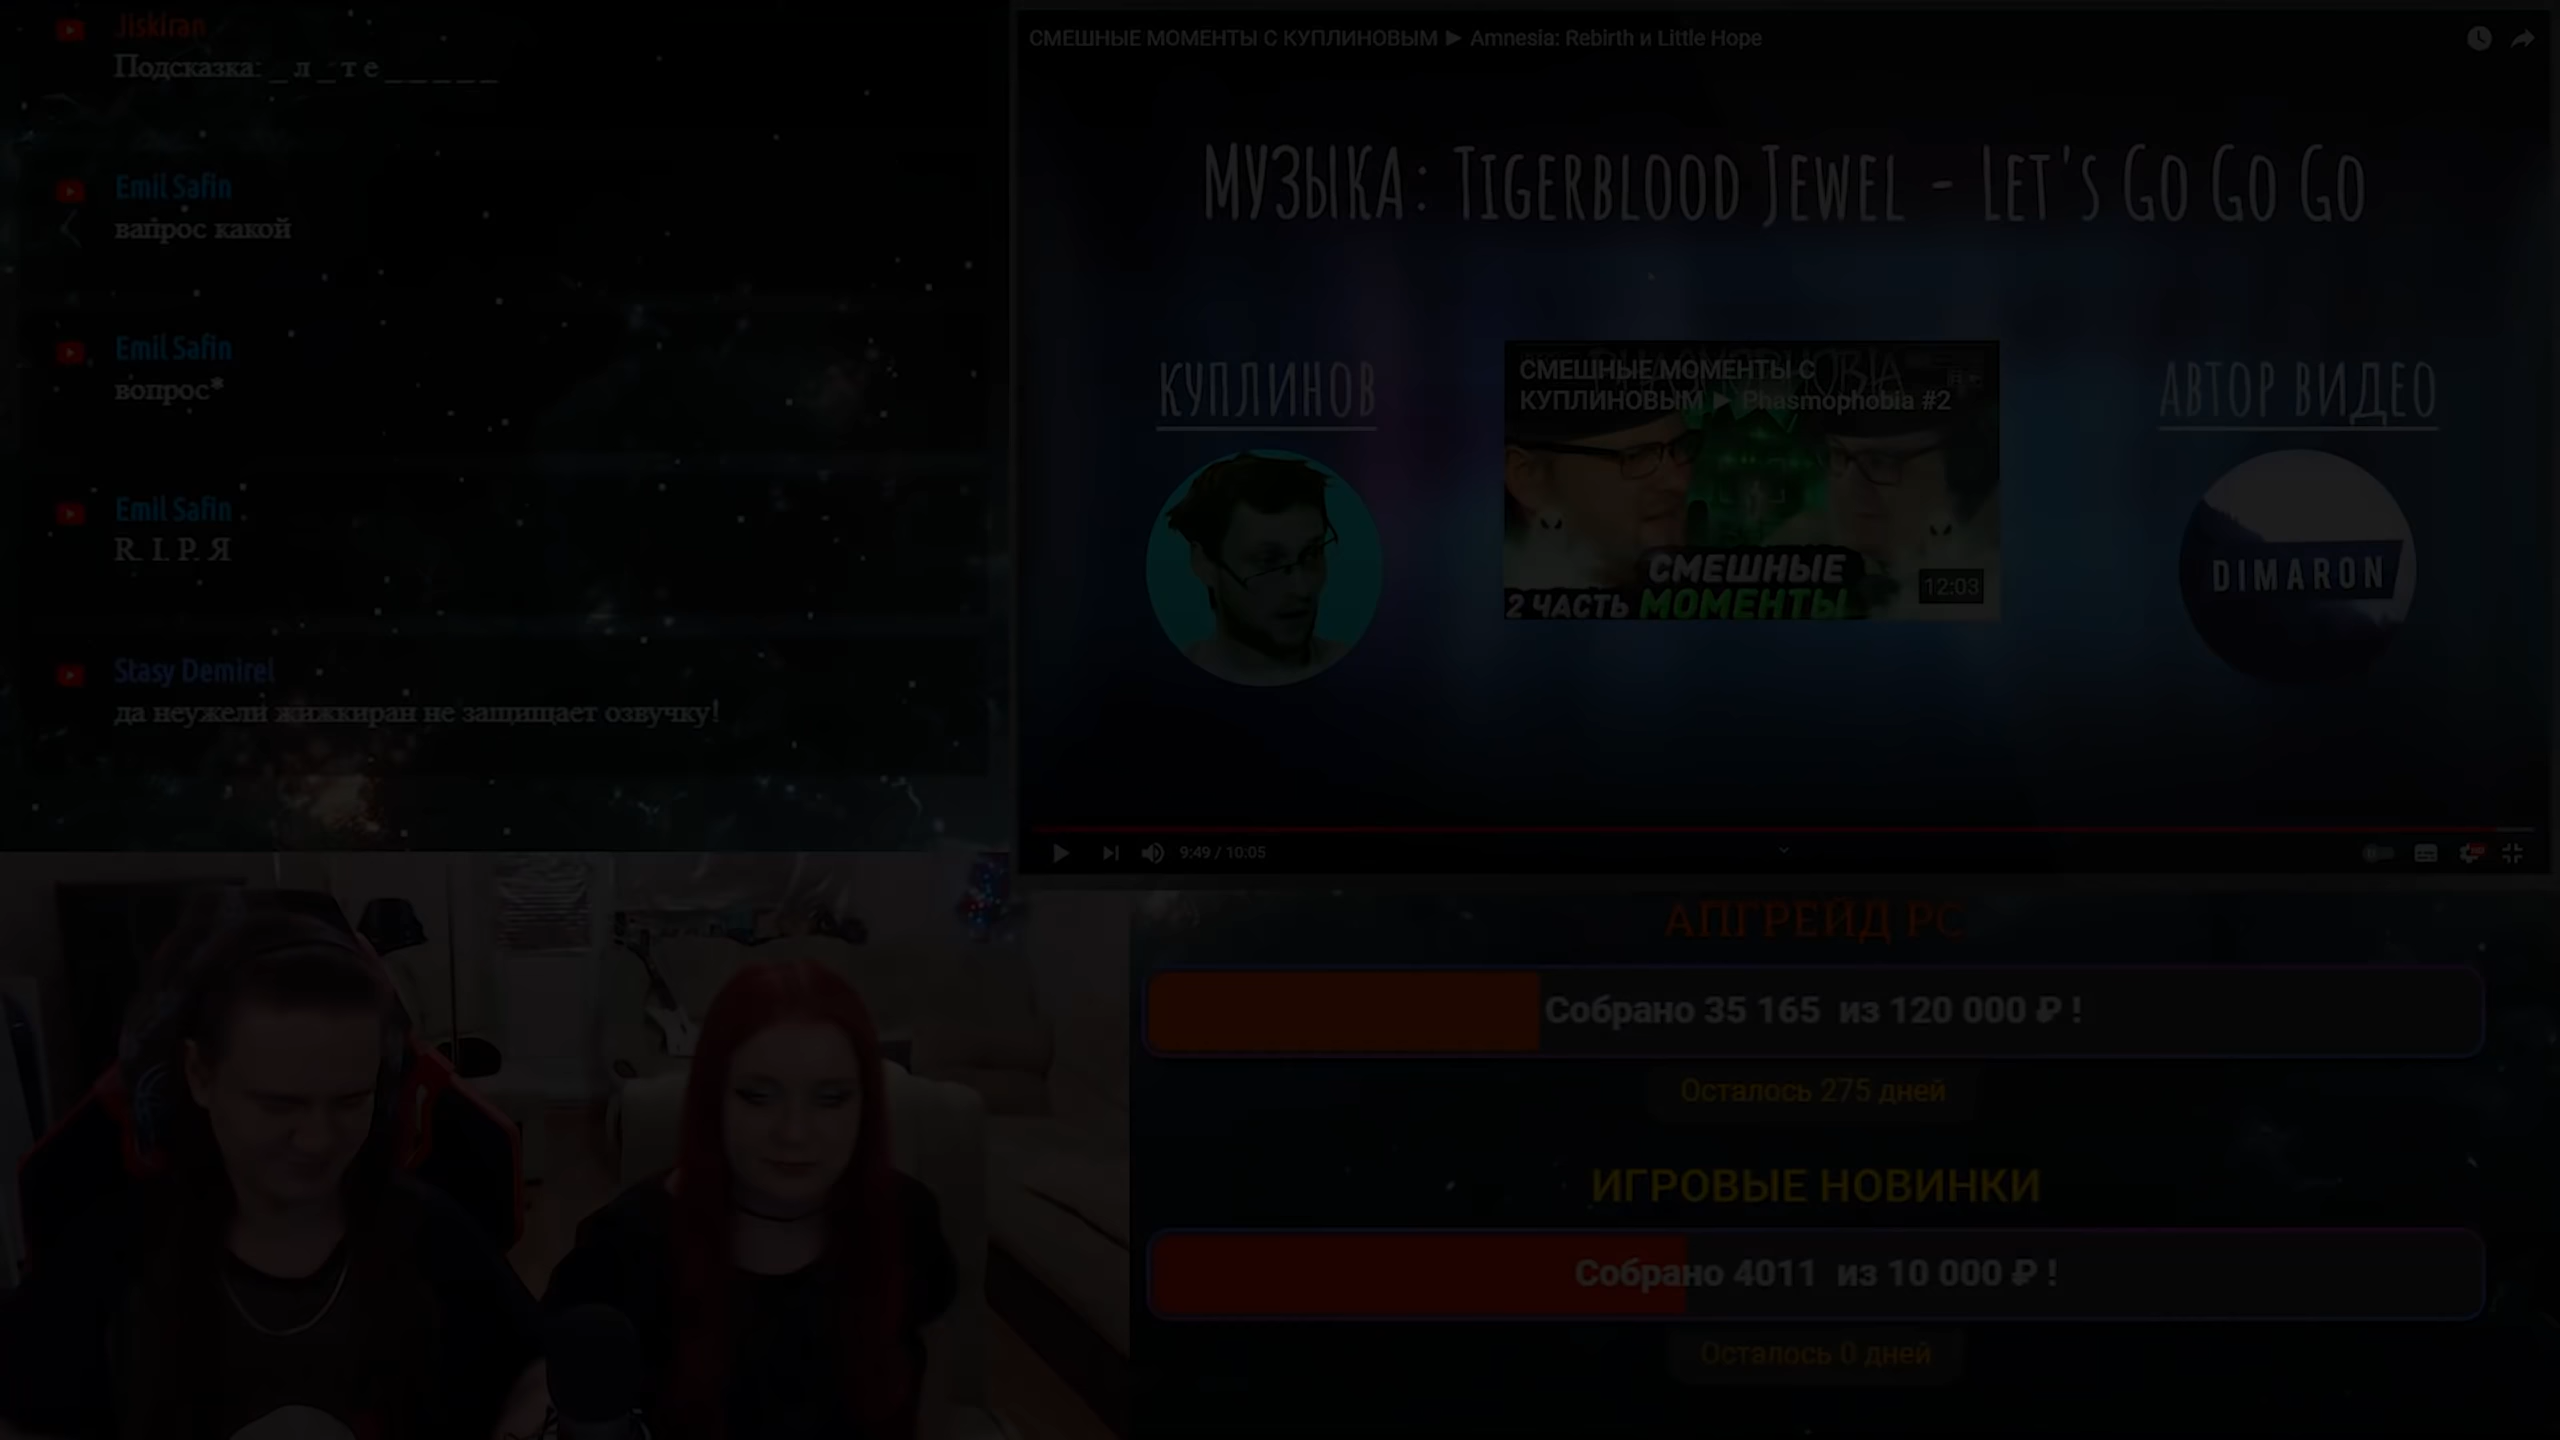 Jiskiran
Подсказка: _ л _ т е _ _ _ _ _
Emil Safin
вапрос какой
Emil Safin
вопрос*
Emil Safin
R. I. P. Я
Stasy Demirel
да неужели жижкиран не защищает озвучку!
СМЕШНЫЕ МОМЕНТЫ С КУПЛИНОВЫМ ► Amnesia: Rebirth и Little Hope
МУЗЫКА: TIGERBLOOD JEWEL - LET'S GO GO GO
КУПЛИНОВ
СМЕШНЫЕ МОМЕНТЫ С
КУПЛИНОВЫМ ► Phasmophobia #2
СМЕШНЫЕ
2 ЧАСТЬ МОМЕНТЫ
12:03
АВТОР ВИДЕО
DIMARON
9:49 / 10:05
HD
АПГРЕЙД PC
Собрано 35 165 из 120 000 ₽ !
Осталось 275 дней
ИГРОВЫЕ НОВИНКИ
Собрано 4011 из 10 000 ₽ !
Осталось 0 дней